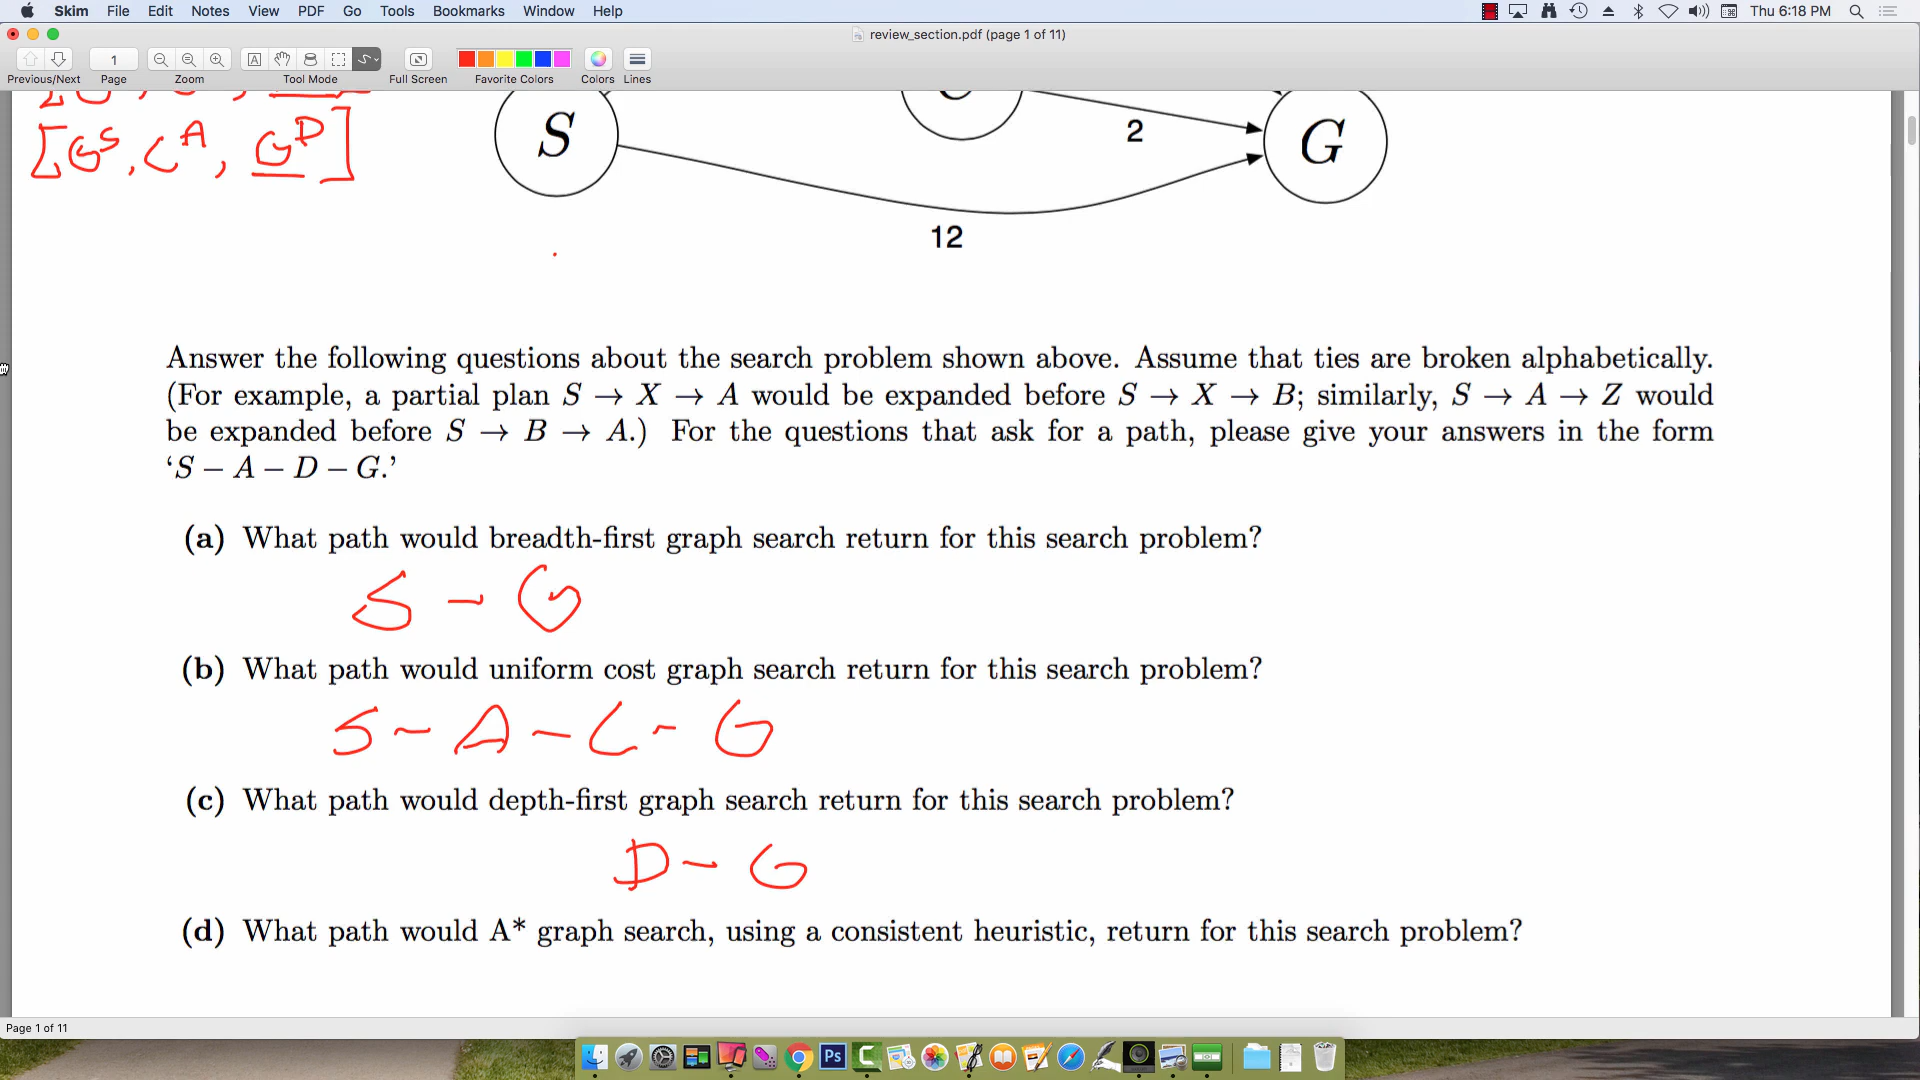 Skim File Edit View Notes PDF Go Tools Bookmarks Window Help Thu 6:18 PM
review_section.pdf (page 1 of 11)
1
Previous/Next Page Zoom Tool Mode Full Screen Favorite Colors Colors Lines
[G^S, C^A, G^D]
S
2
G
12
Answer the following questions about the search problem shown above. Assume that ties are broken alphabetically.
(For example, a partial plan S → X → A would be expanded before S → X → B; similarly, S → A → Z would
be expanded before S → B → A.) For the questions that ask for a path, please give your answers in the form
‘S − A − D − G.’
(a) What path would breadth-first graph search return for this search problem?
S - G
(b) What path would uniform cost graph search return for this search problem?
S - A - C - G
(c) What path would depth-first graph search return for this search problem?
D - G
(d) What path would A* graph search, using a consistent heuristic, return for this search problem?
Page 1 of 11
Ps